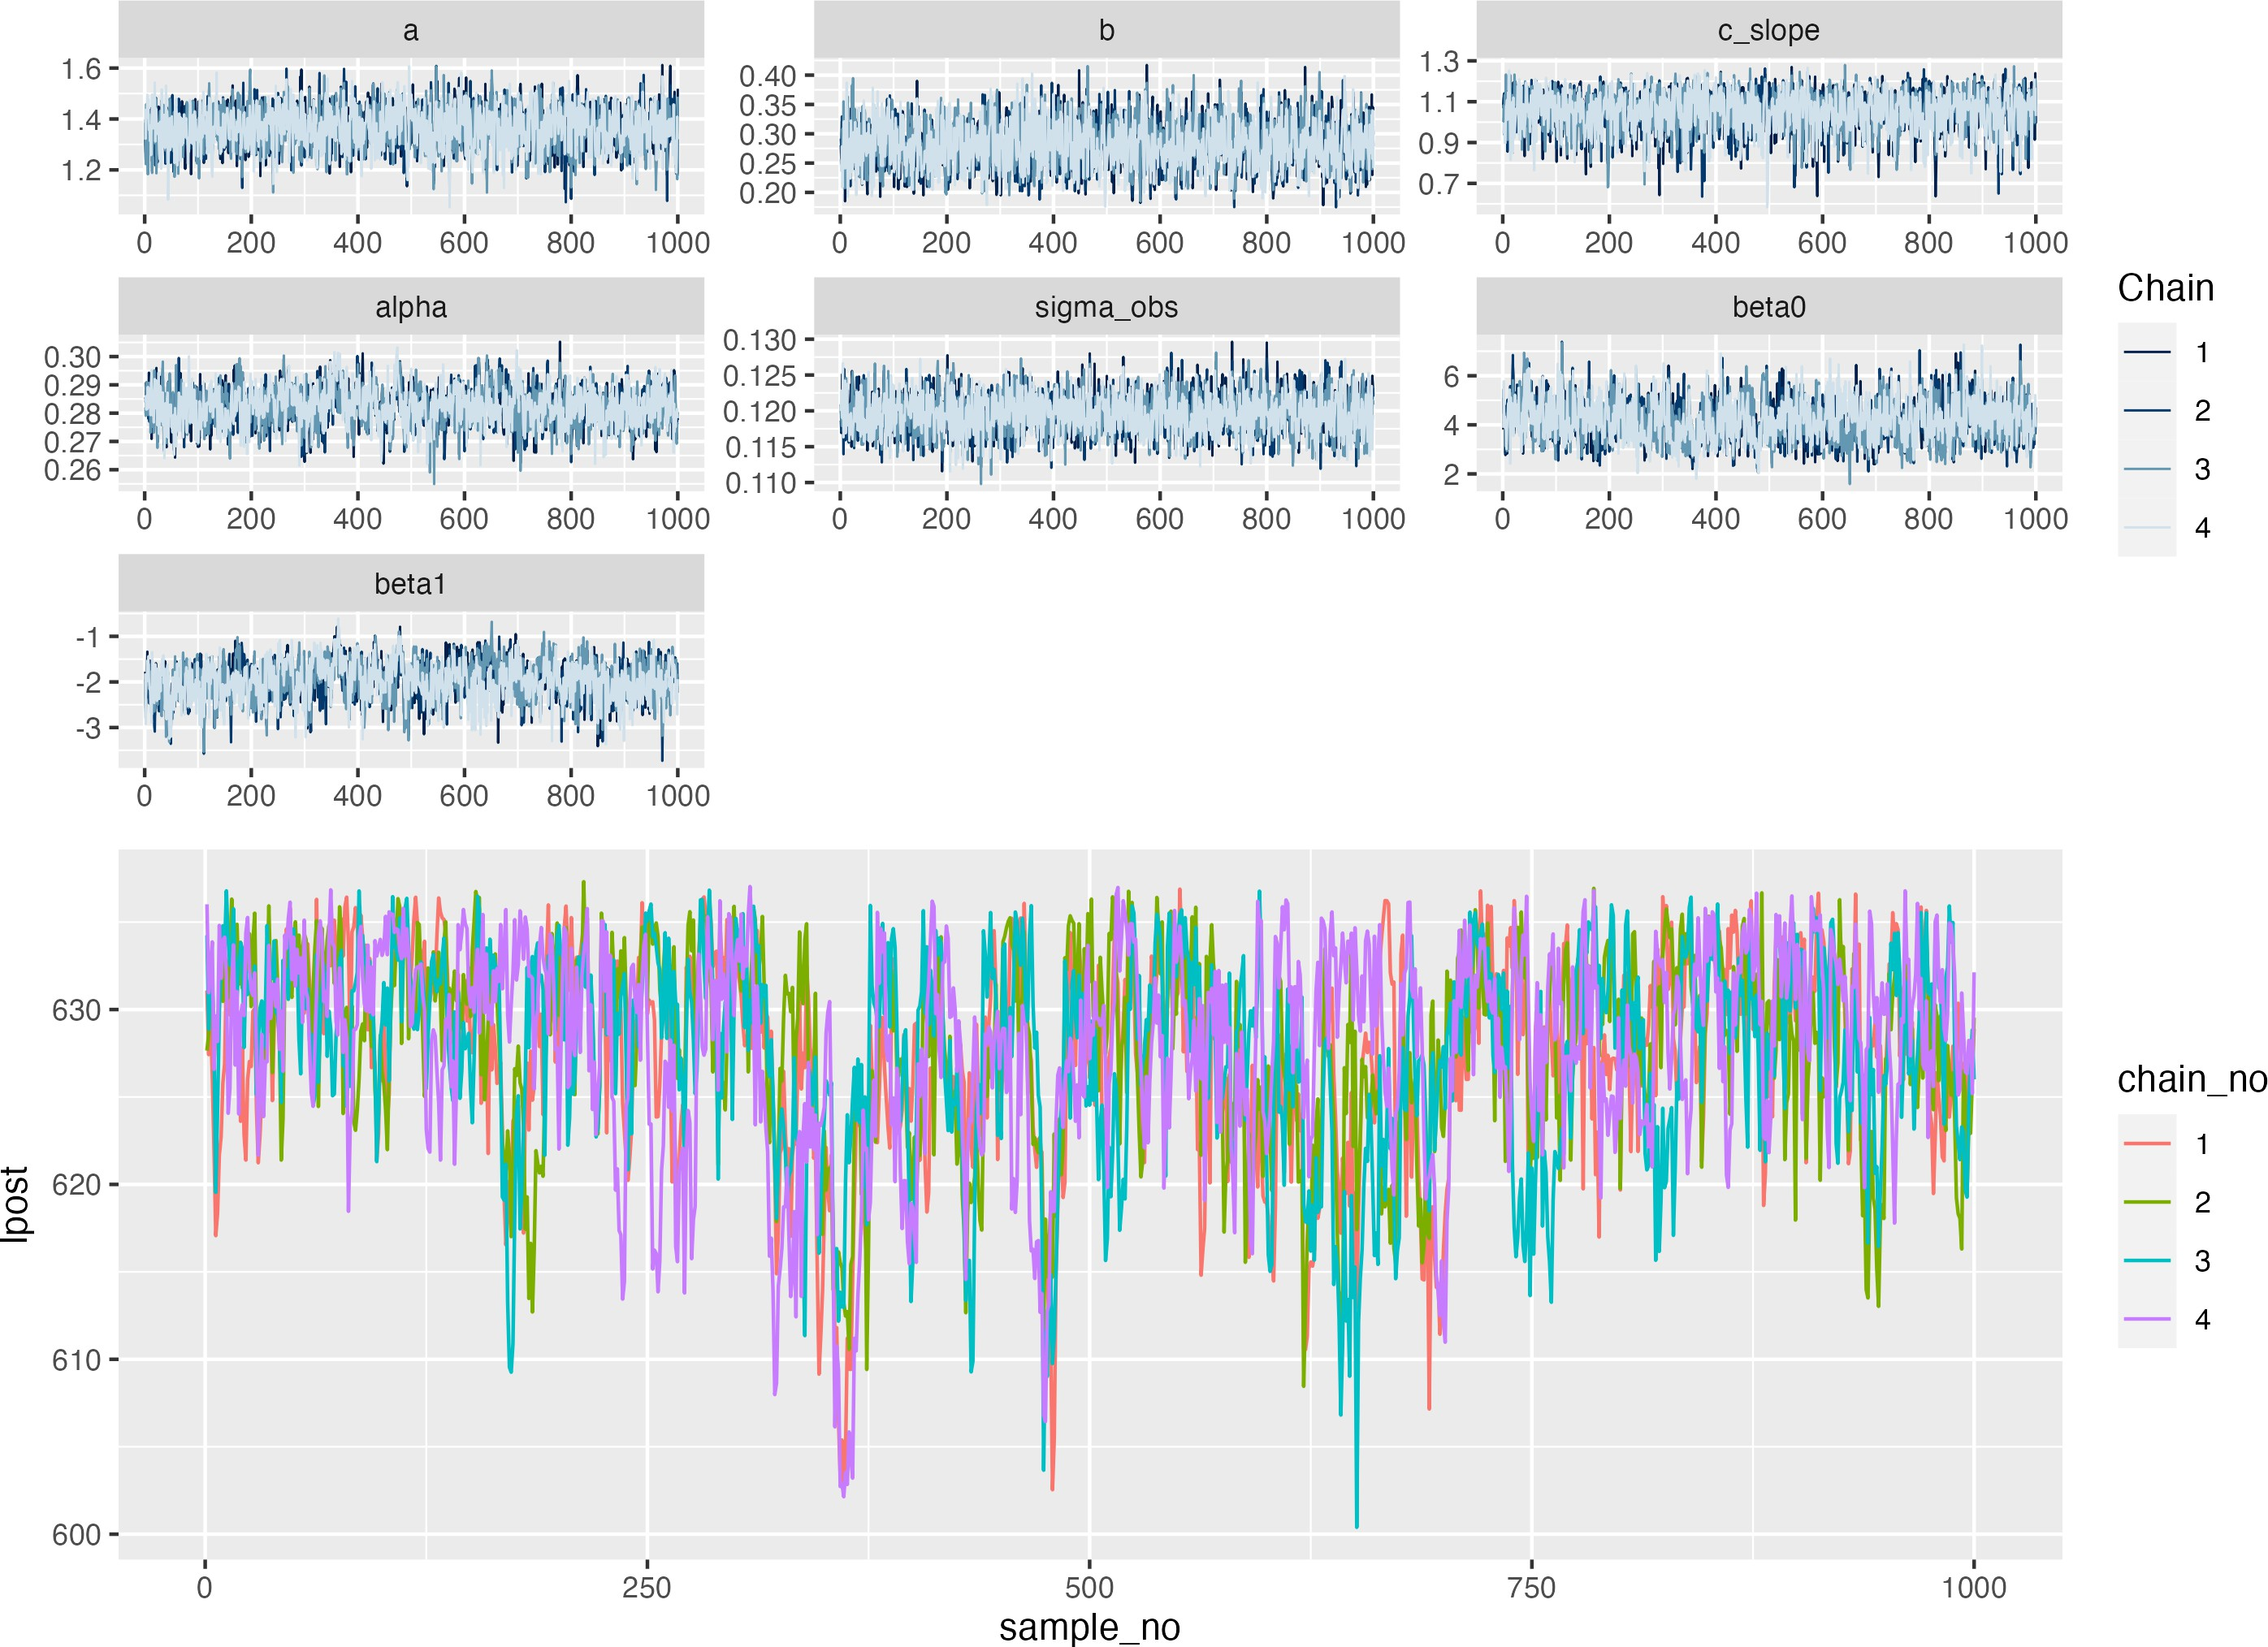 a
b
c_slope
1.6
1.4
1.2
0.40
0.35
0.30
0.25
0.20
1.3
1.1
0.9
0.7
0 200 400 600 800 1000
0 200 400 600 800 1000
0 200 400 600 800 1000
alpha
sigma_obs
beta0
0.30
0.29
0.28
0.27
0.26
0.130
0.125
0.120
0.115
0.110
6
4
2
0 200 400 600 800 1000
0 200 400 600 800 1000
0 200 400 600 800 1000
Chain
1
2
3
4
beta1
-1
-2
-3
0 200 400 600 800 1000
lpost
630
620
610
600
0 250 500 750 1000
sample_no
chain_no
1
2
3
4